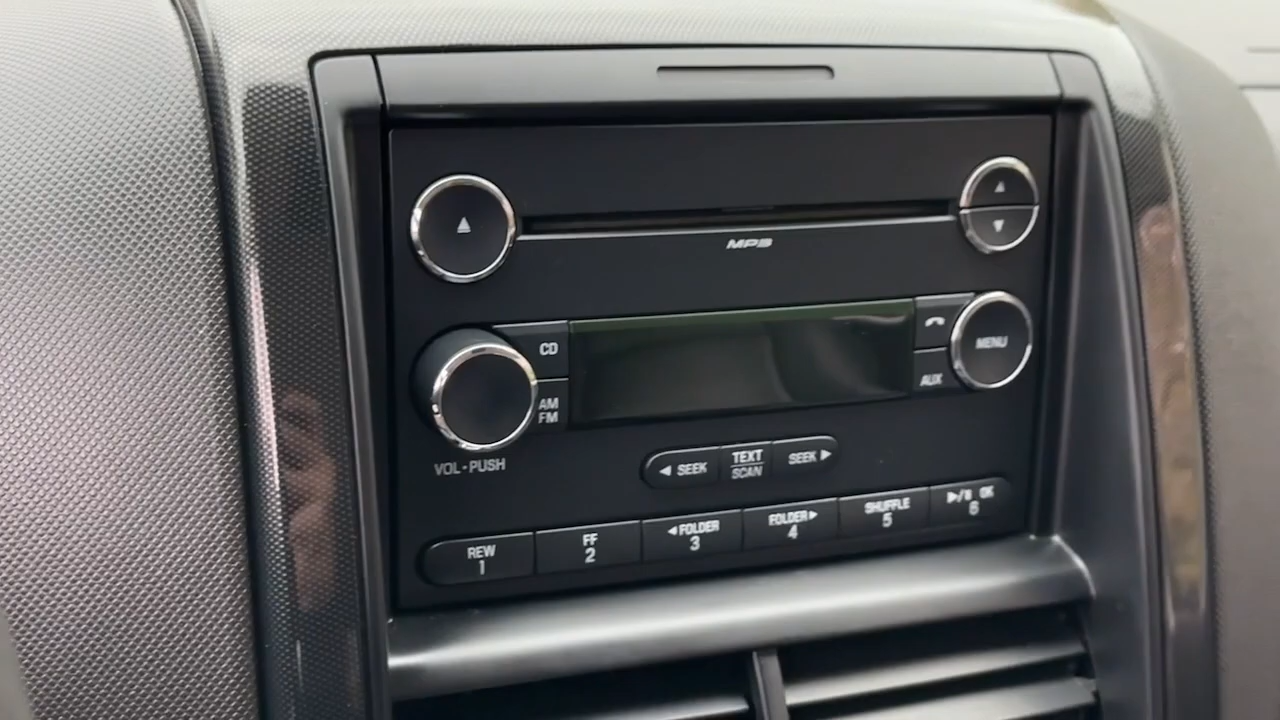 MP3
CD
MENU
AUX
AM
FM
VOL-PUSH
SEEK
TEXT
SCAN
SEEK
REW
1
FF
2
FOLDER
3
FOLDER
4
SHUFFLE
5
OK
6